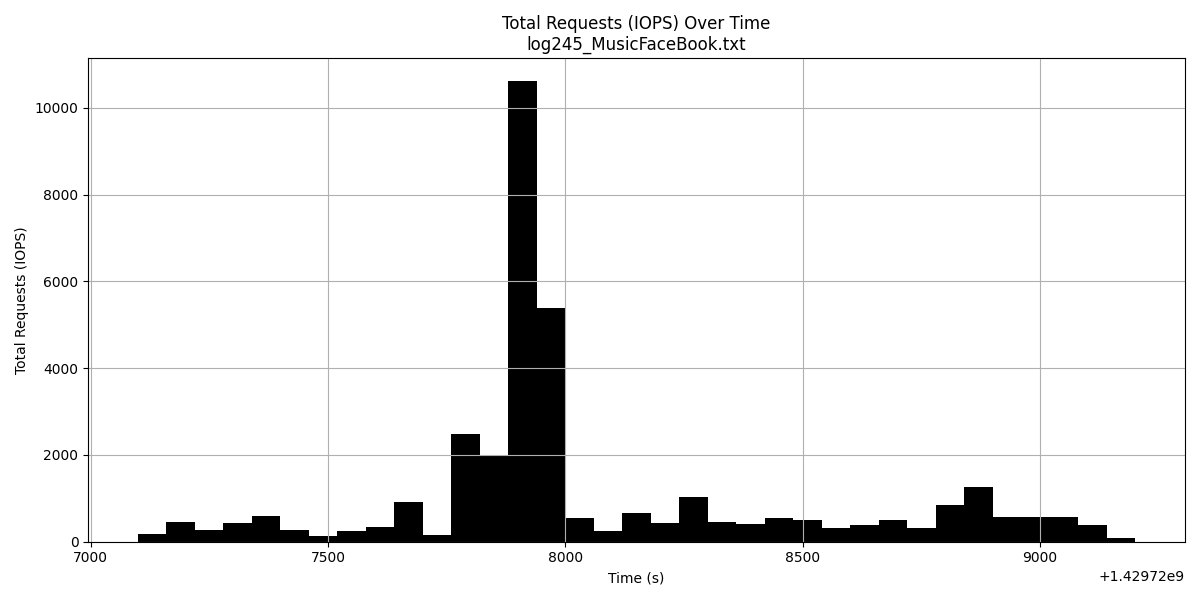 Total Requests (IOPS) Over Time
log245_MusicFaceBook.txt
Total Requests (IOPS)
10000
8000
6000
4000
2000
0
7000 7500 8000 8500 9000
Time (s)
+1.42972e9